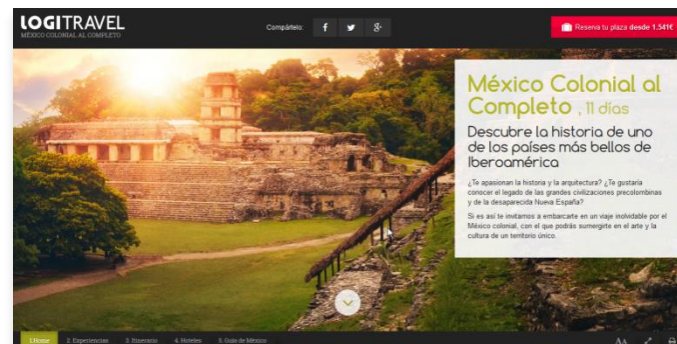 LOGITRAVEL
MÉXICO COLONIAL AL COMPLETO
Compártelo:
Reserva tu plaza desde 1.541€
México Colonial al
Completo , 11 días
Descubre la historia de uno
de los países más bellos de
Iberoamérica
¿Te apasionan la historia y la arquitectura? ¿Te gustaría
conocer el legado de las grandes civilizaciones precolombinas
y de la desaparecida Nueva España?
Si es así te invitamos a embarcarte en un viaje inolvidable por el
México colonial, con el que podrás sumergirte en el arte y la
cultura de un territorio único.
1.Home 2. Experiencias 3. Itinerario 4. Hoteles 5. Guía de México